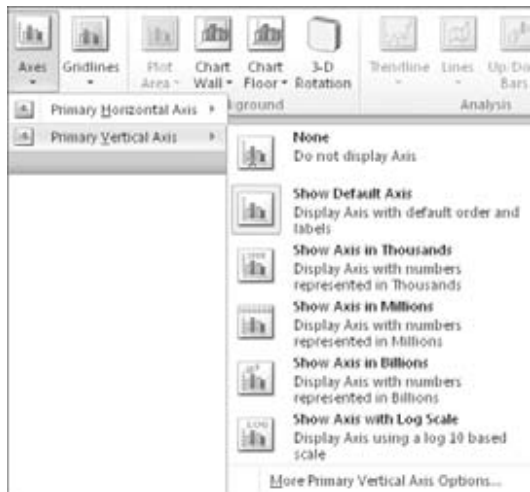 Axes
Gridlines
Plot
Area
Chart
Wall
Chart
Floor
3-D
Rotation
Trendline
Lines
Up/Do
Bars
ground
Analysis
Primary Horizontal Axis
Primary Vertical Axis
None
Do not display Axis
Show Default Axis
Display Axis with default order and
labels
Show Axis in Thousands
Display Axis with numbers
represented in Thousands
Show Axis in Millions
Display Axis with numbers
represented in Millions
Show Axis in Billions
Display Axis with numbers
represented in Billions
Show Axis with Log Scale
Display Axis using a log 10 based
scale
More Primary Vertical Axis Options...